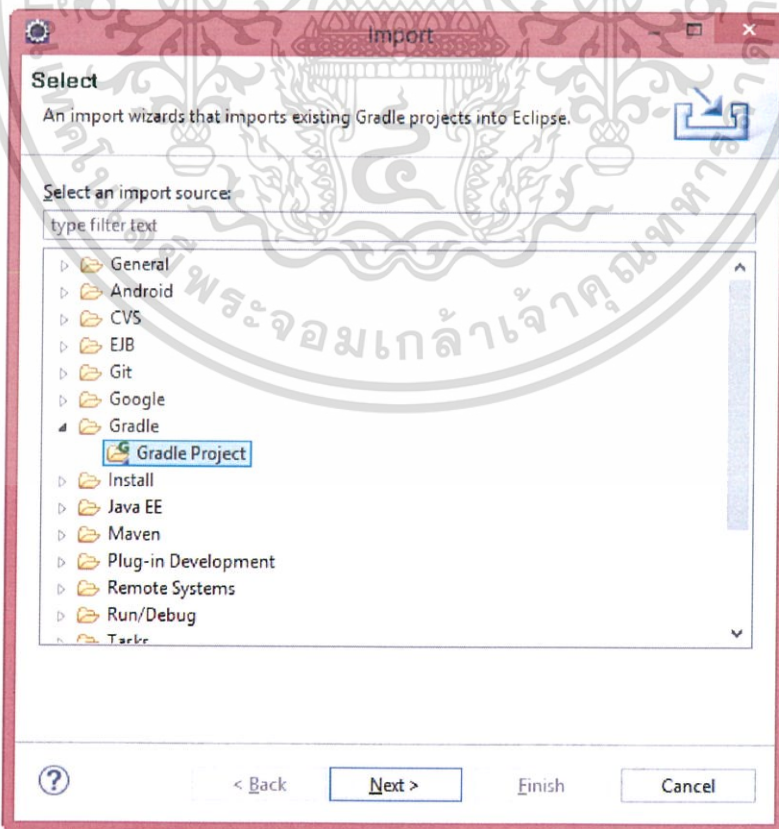 Import
Select
An import wizards that imports existing Gradle projects into Eclipse.
Select an import source:
type filter text
General
Android
CVS
EJB
Git
Google
Gradle
Gradle Project
Install
Java EE
Maven
Plug-in Development
Remote Systems
Run/Debug
?
< Back
Next >
Finish
Cancel
พระจอมเกล้าเจ้าคุณทหาร